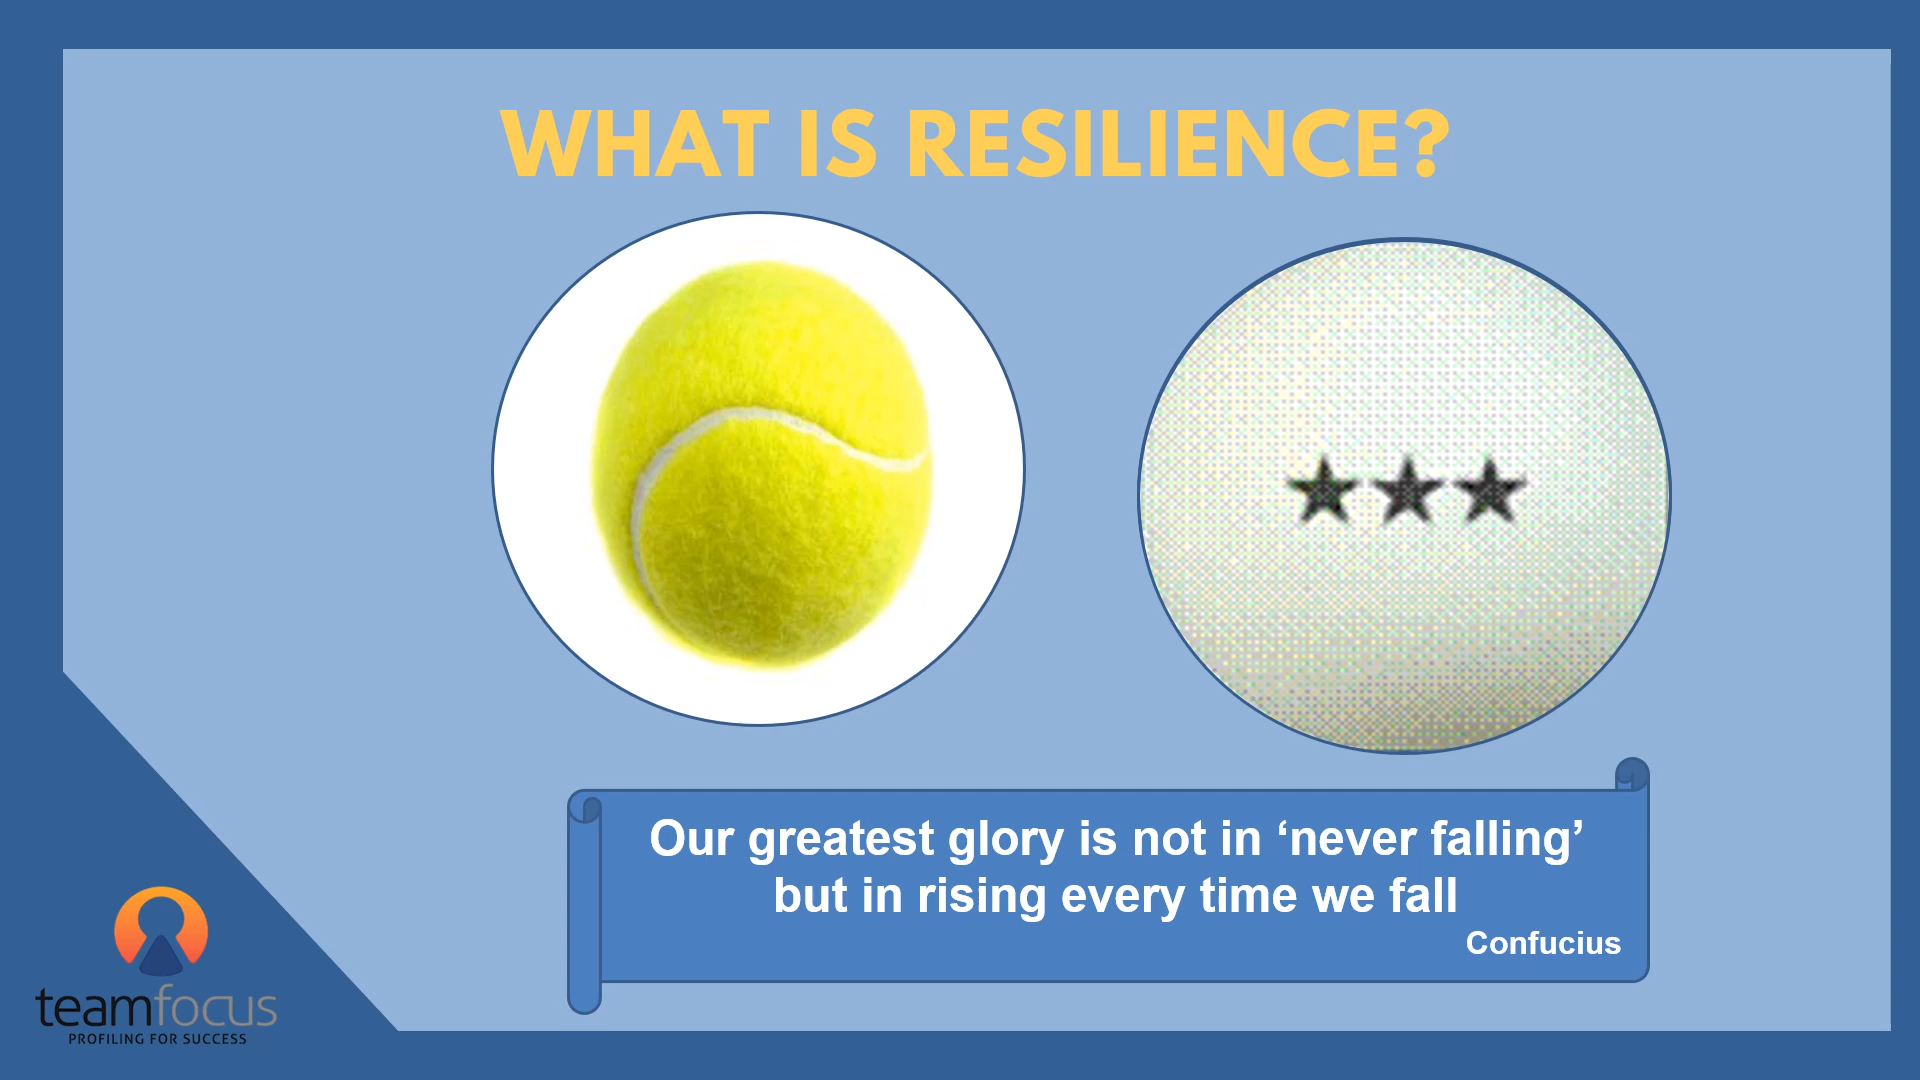 WHAT IS RESILIENCE?
Our greatest glory is not in ‘never falling’
but in rising every time we fall
Confucius
teamfocus
PROFILING FOR SUCCESS